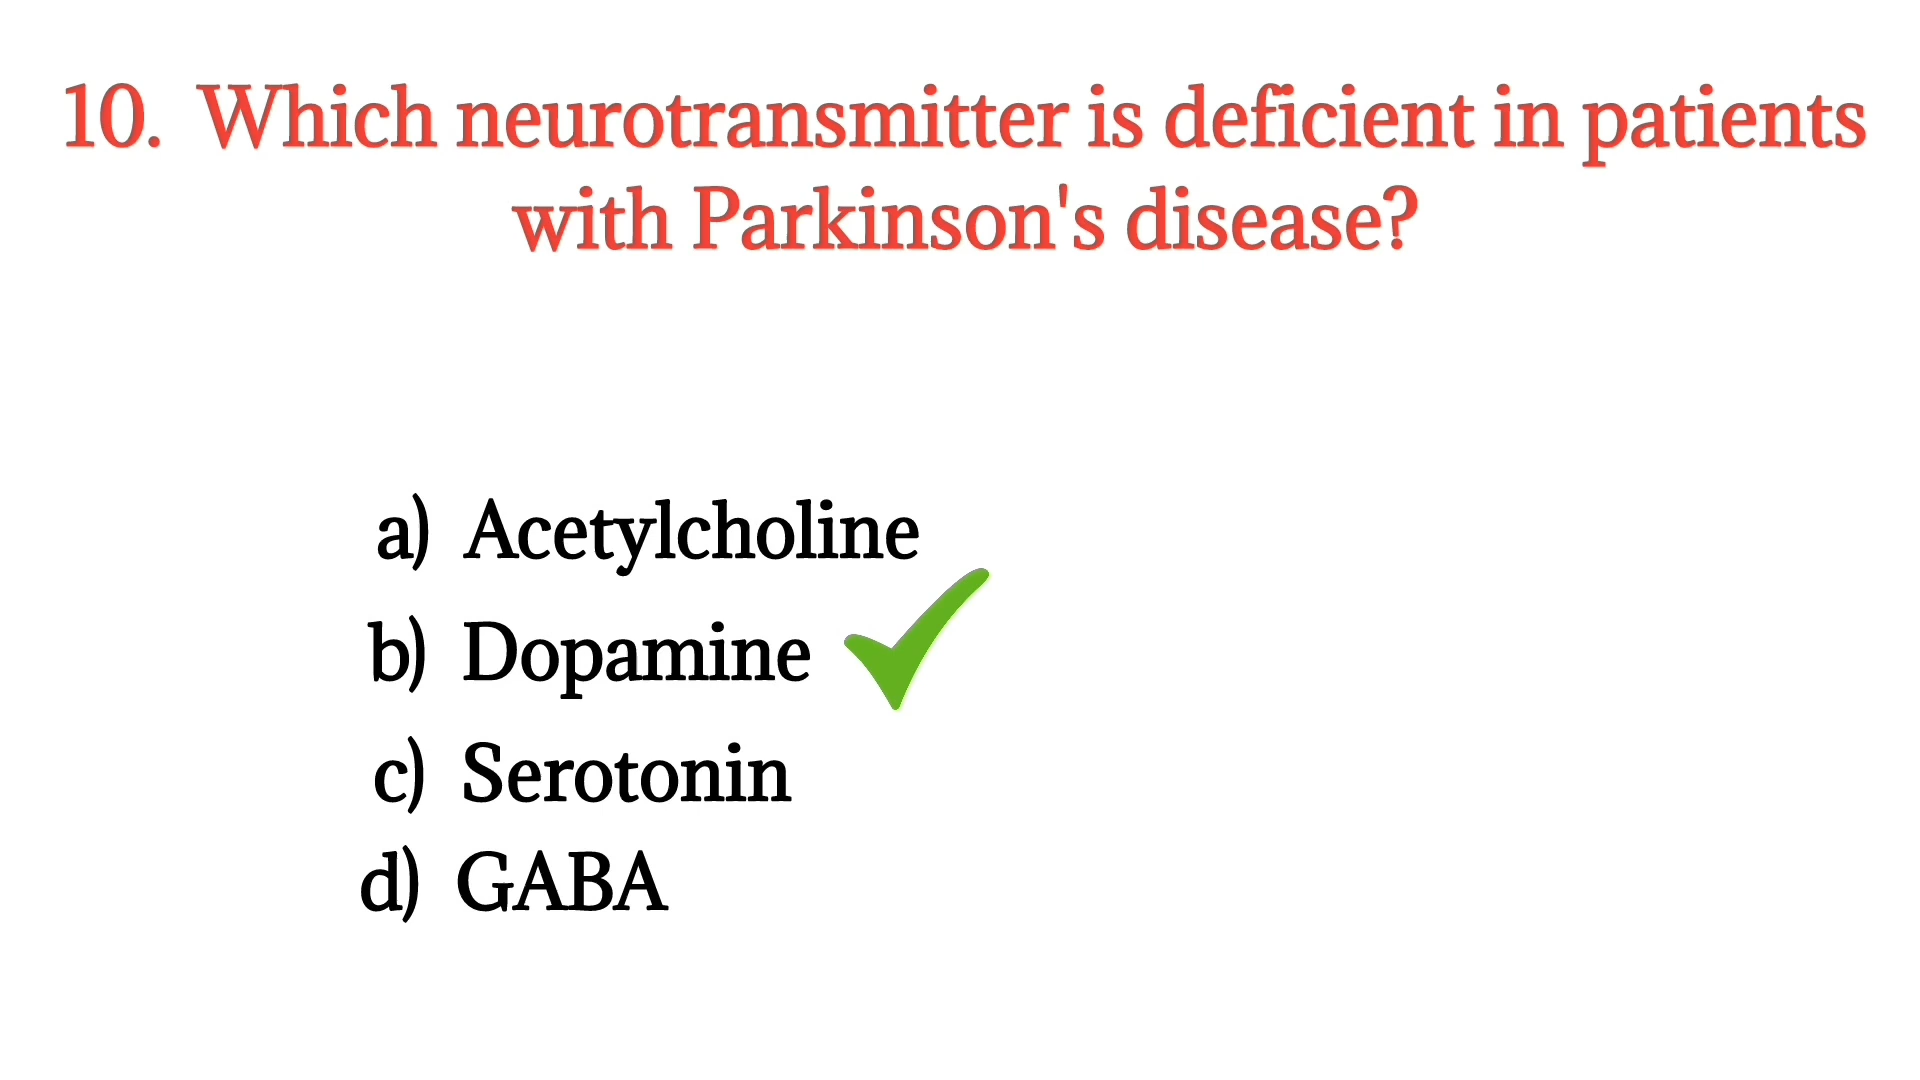 10. Which neurotransmitter is deficient in patients
with Parkinson's disease?
a) Acetylcholine
b) Dopamine
c) Serotonin
d) GABA